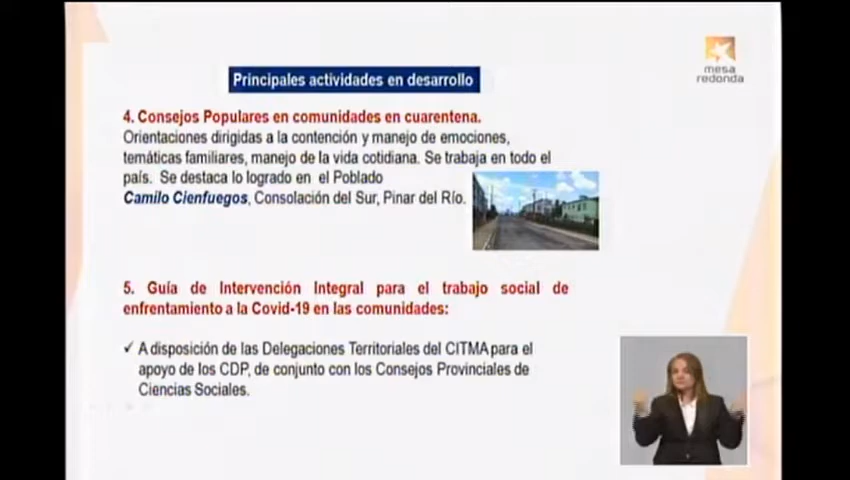 mesa
redonda
Principales actividades en desarrollo
4. Consejos Populares en comunidades en cuarentena.
Orientaciones dirigidas a la contención y manejo de emociones,
temáticas familiares, manejo de la vida cotidiana. Se trabaja en todo el
país. Se destaca lo logrado en el Poblado
Camilo Cienfuegos, Consolación del Sur, Pinar del Río.
5. Guía de Intervención Integral para el trabajo social de
enfrentamiento a la Covid-19 en las comunidades:
✓ A disposición de las Delegaciones Territoriales del CITMA para el
apoyo de los CDP, de conjunto con los Consejos Provinciales de
Ciencias Sociales.